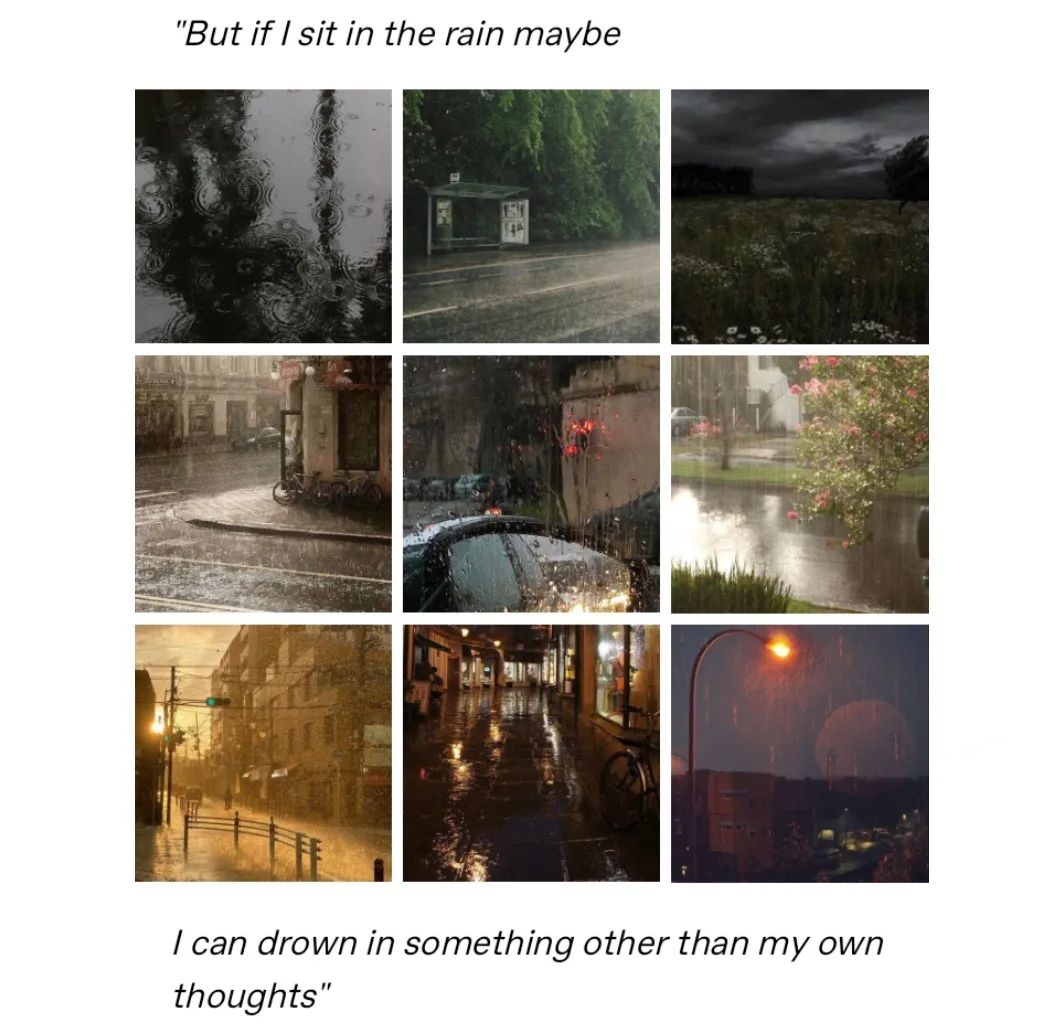 "But if I sit in the rain maybe
I can drown in something other than my own
thoughts"